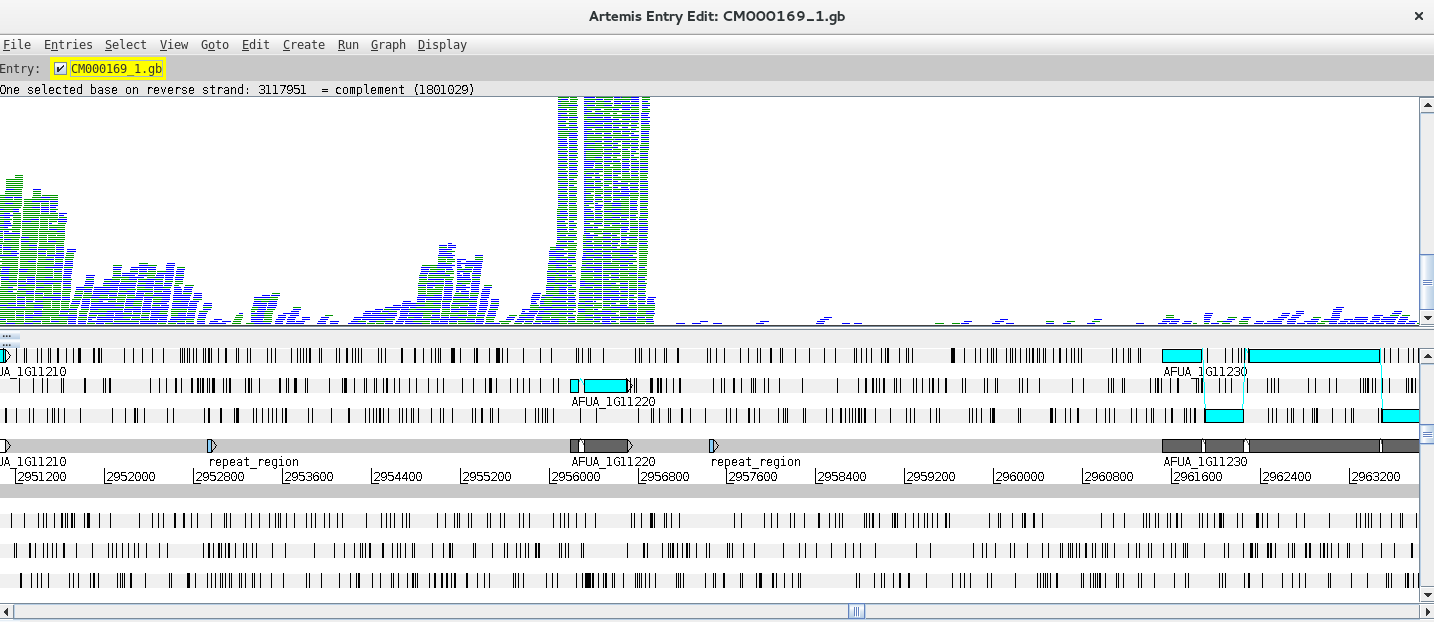 Artemis Entry Edit: CM000169_1.gb ×
File Entries Select View Goto Edit Create Run Graph Display
Entry: CM000169_1.gb
One selected base on reverse strand: 3117951 = complement (1801029)
UA_1G11210 AFUA_1G11230
AFUA_1G11220
UA_1G11210 repeat_region AFUA_1G11220 repeat_region AFUA_1G11230
2951200 2952000 2952800 2953600 2954400 2955200 2956000 2956800 2957600 2958400 2959200 2960000 2960800 2961600 2962400 2963200